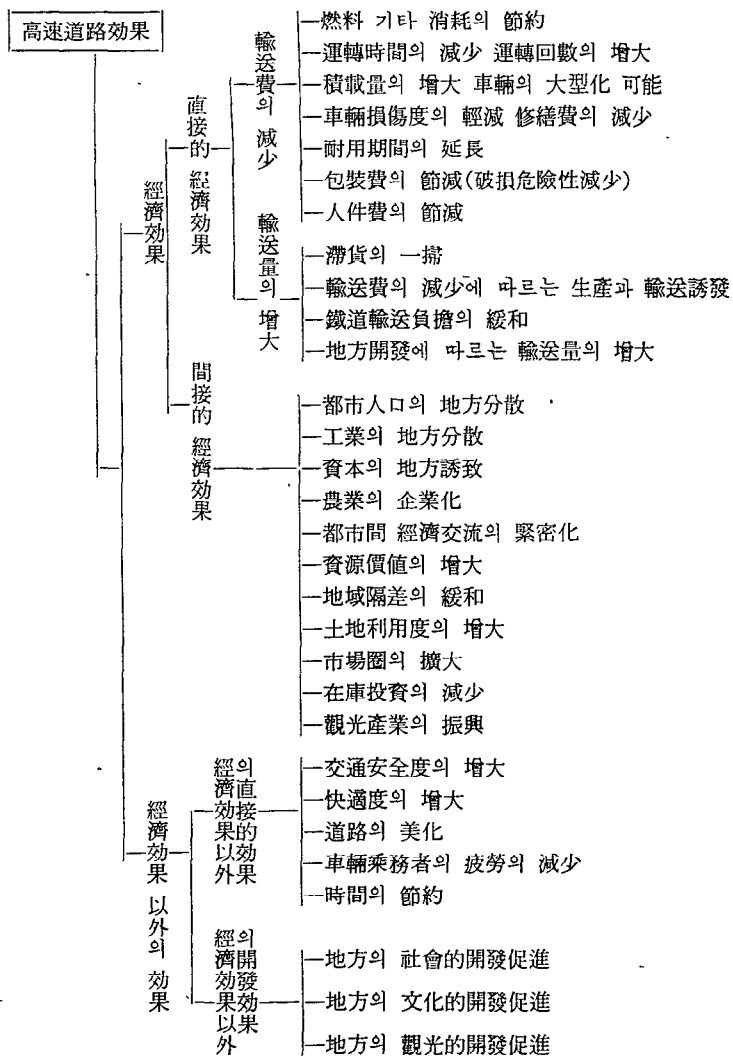 高速道路效果
經濟効果
直接的 經濟効果
輸送費의 減少
燃料 기타 消耗의 節約
運轉時間의 減少 運轉回數의 增大
積載量의 增大 車輛의 大型化 可能
車輛損傷度의 輕減 修繕費의 減少
耐用期間의 延長
包裝費의 節減(破損危險性減少)
人件費의 節減
輸送量의 增大
滯貨의 一掃
輸送費의 減少에 따르는 生產과 輸送誘發
鐵道輸送負擔의 緩和
地方開發에 따르는 輸送量의 增大
間接的 經濟効果
都市人口의 地方分散
工業의 地方分散
資本의 地方誘致
農業의 企業化
都市間 經濟交流의 緊密化
資源價値의 增大
地域隔差의 緩和
土地利用度의 增大
市場圈의 擴大
在庫投資의 減少
觀光產業의 振興
經濟効果 以外의 効果
經濟効果以外
의直接的効果
交通安全度의 增大
快適度의 增大
道路의 美化
車輛乘務者의 疲勞의 減少
時間의 節約
經濟効果以外
의開發効果
地方의 社會的開發促進
地方의 文化的開發促進
地方의 觀光的開發促進